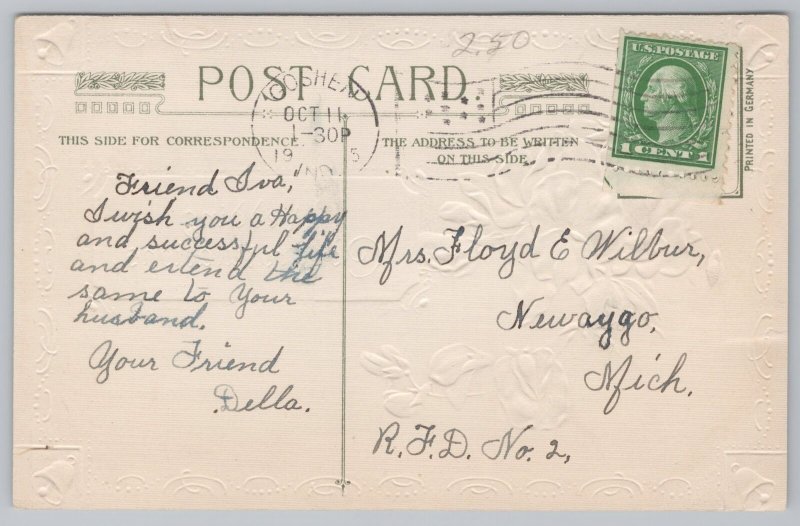 2.50
POST CARD.
OCT 11
1-30P
19 5
IND.
U.S. POSTAGE
1 CENT 1
PRINTED IN GERMANY
THIS SIDE FOR CORRESPONDENCE.
THE ADDRESS TO BE WRITTEN
ON THIS SIDE.
Friend Iva,
I wish you a Happy
and successful life
and extend the
same to Your
husband.
Your Friend
Della.
Mrs. Floyd E Wilbur,
Newaygo,
Mich.
R.F.D. No. 2,